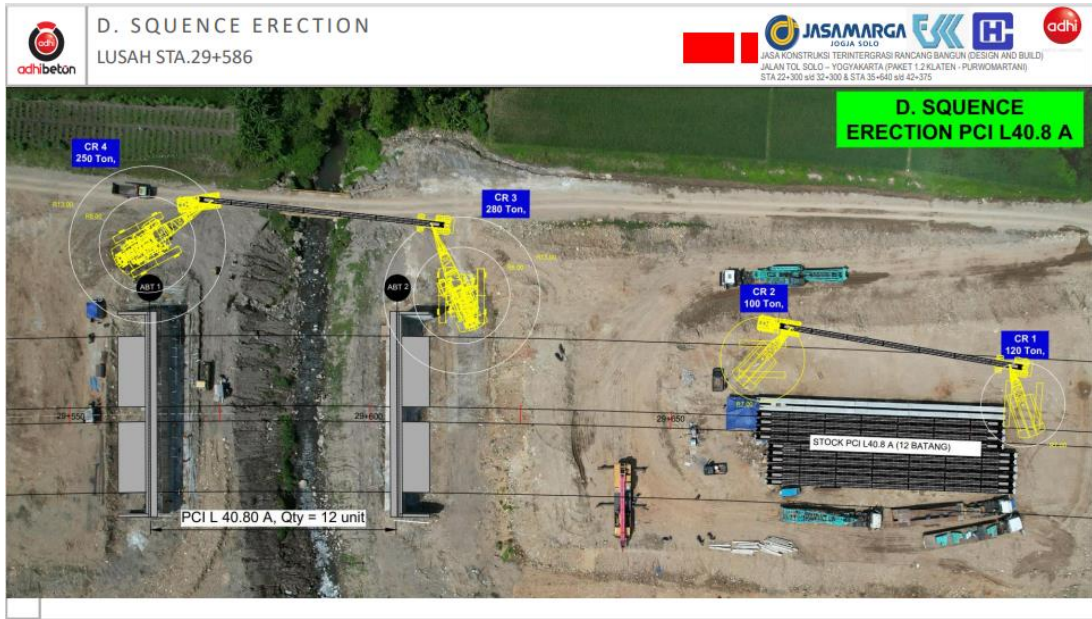 adhi
adhibeton
D. SQUENCE ERECTION
LUSAH STA.29+586
JASAMARGA
JOGJA SOLO
adhi
JASA KONSTRUKSI TERINTERGRASI RANCANG BANGUN (DESIGN AND BUILD)
JALAN TOL SOLO – YOGYAKARTA (PAKET 1.2 KLATEN - PURWOMARTANI)
STA 22+300 s/d 32+300 & STA 35+640 s/d 42+375
D. SQUENCE
ERECTION PCI L40.8 A
CR 4
250 Ton,
CR 3
280 Ton,
ABT 1
ABT 2
CR 2
100 Ton,
CR 1
120 Ton,
R7.00
29+550
29+600
29+650
STOCK PCI L40.8 A (12 BATANG)
PCI L 40.80 A, Qty = 12 unit